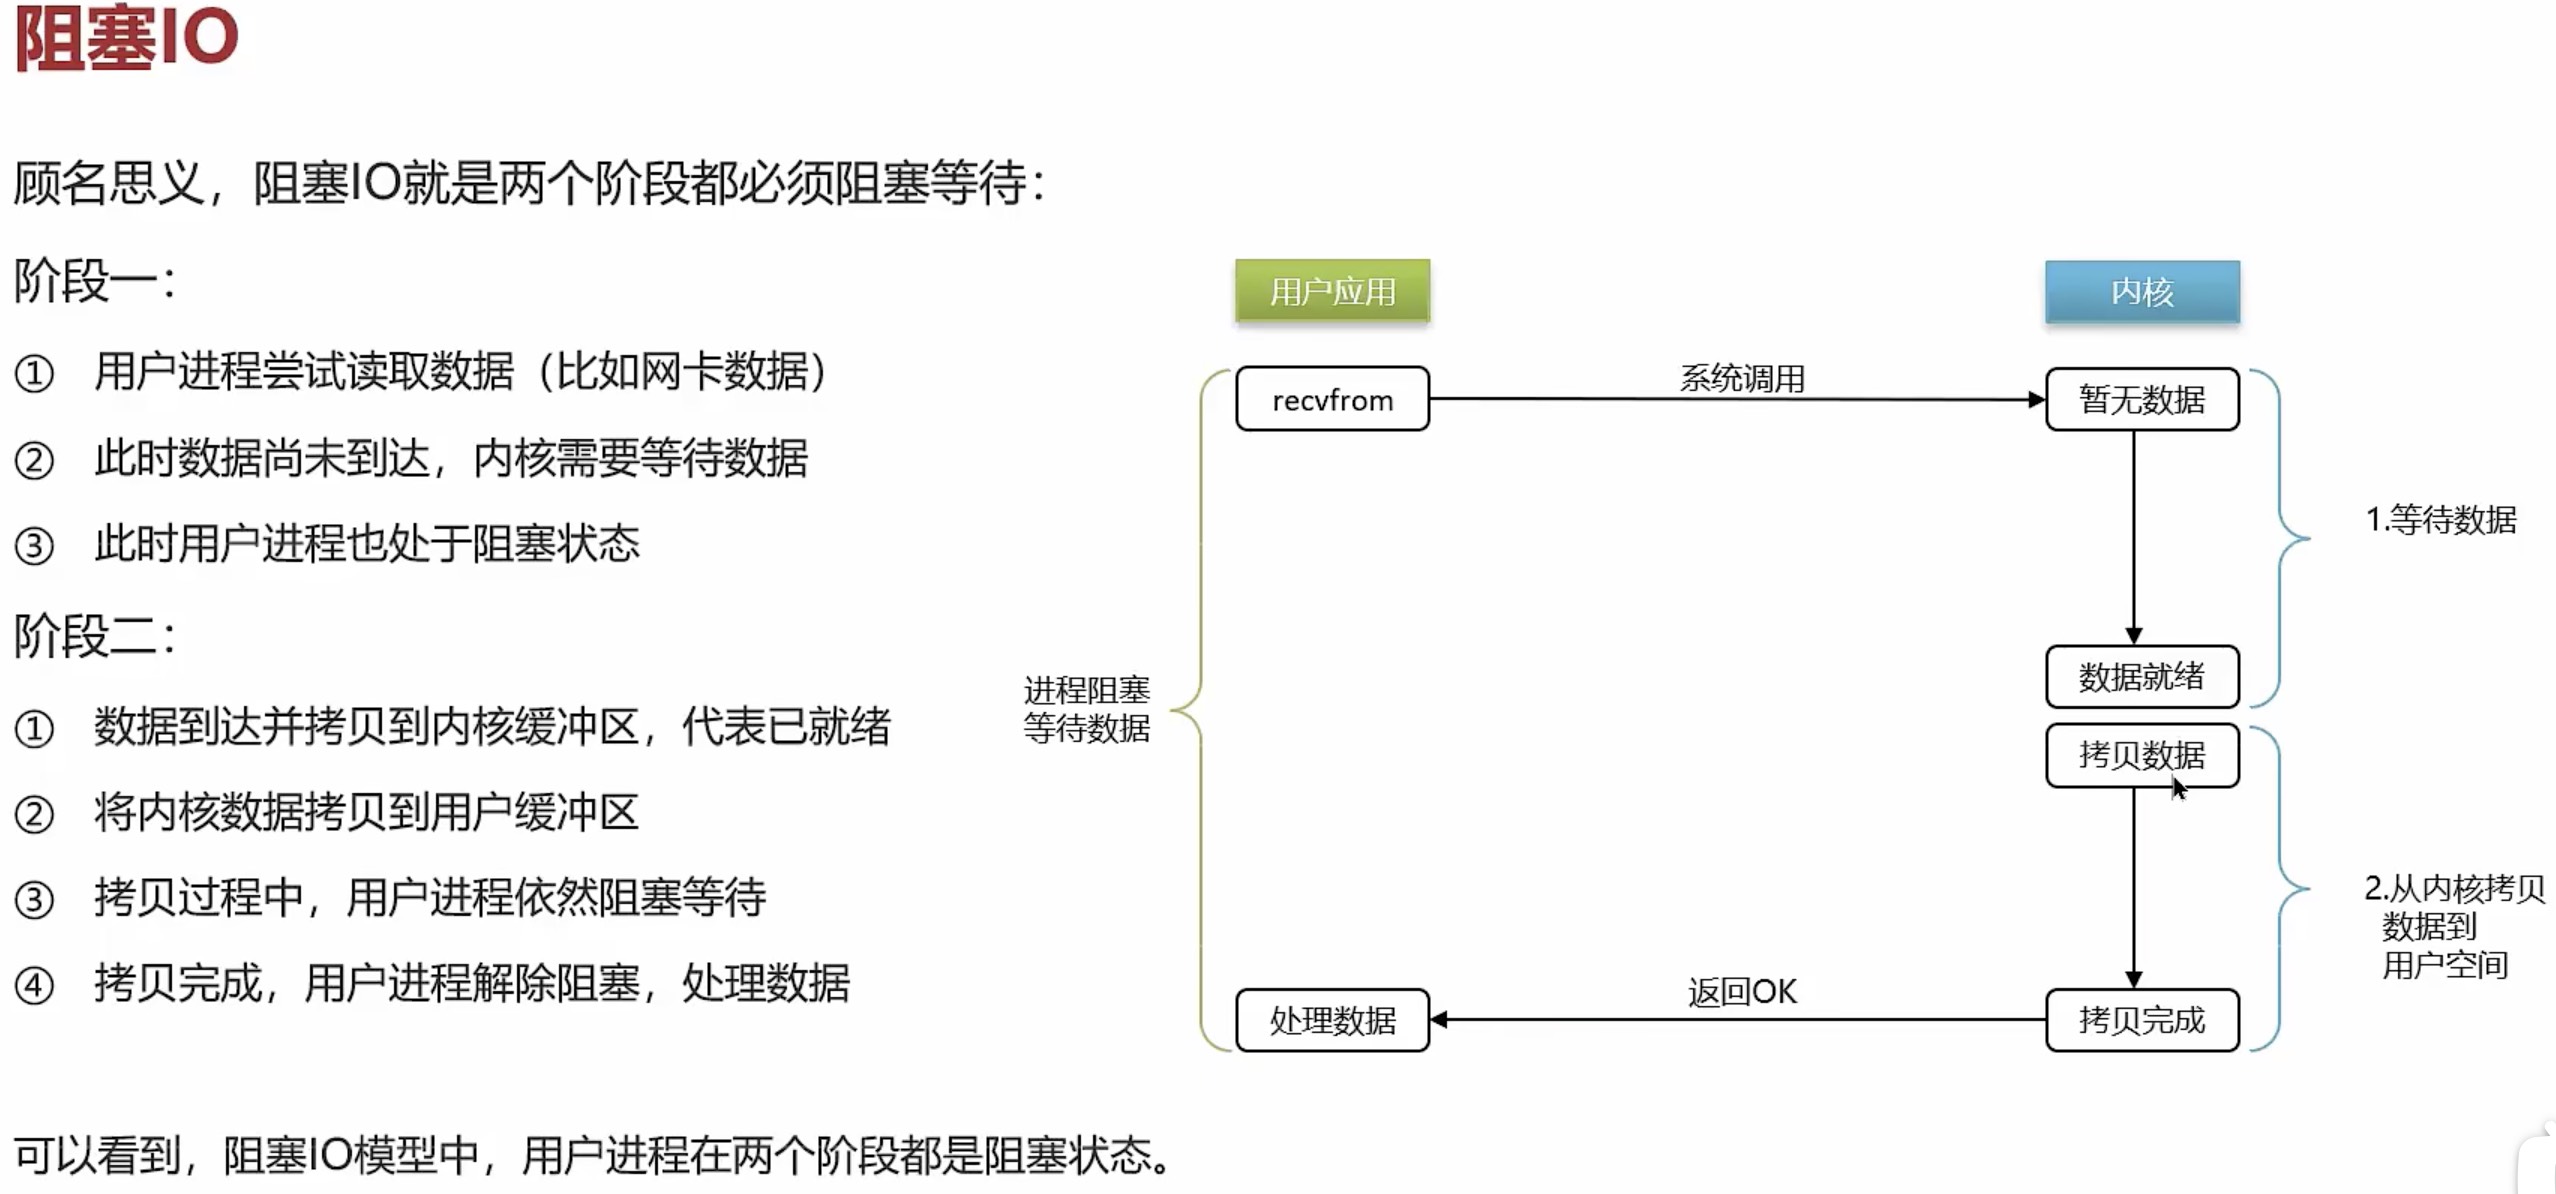 阻塞IO
顾名思义，阻塞IO就是两个阶段都必须阻塞等待：
阶段一：
① 用户进程尝试读取数据（比如网卡数据）
② 此时数据尚未到达，内核需要等待数据
③ 此时用户进程也处于阻塞状态
阶段二：
① 数据到达并拷贝到内核缓冲区，代表已就绪
② 将内核数据拷贝到用户缓冲区
③ 拷贝过程中，用户进程依然阻塞等待
④ 拷贝完成，用户进程解除阻塞，处理数据
可以看到，阻塞IO模型中，用户进程在两个阶段都是阻塞状态。
用户应用
内核
recvfrom
系统调用
暂无数据
1.等待数据
数据就绪
进程阻塞
等待数据
拷贝数据
2.从内核拷贝
数据到
用户空间
处理数据
返回OK
拷贝完成